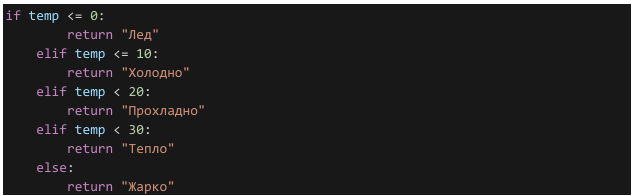 if temp <= 0:
        return "Лед"
    elif temp <= 10:
        return "Холодно"
    elif temp < 20:
        return "Прохладно"
    elif temp < 30:
        return "Тепло"
    else:
        return "Жарко"